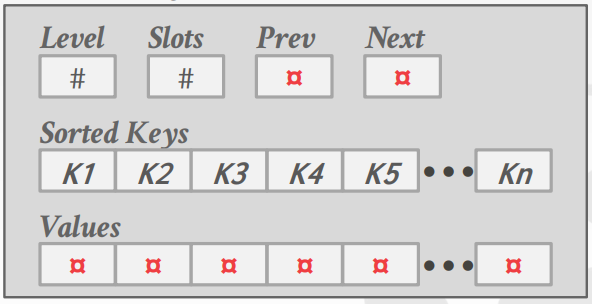 Level Slots Prev Next
# # ¤ ¤
Sorted Keys
K1 K2 K3 K4 K5 ••• Kn
Values
¤ ¤ ¤ ¤ ¤ ••• ¤